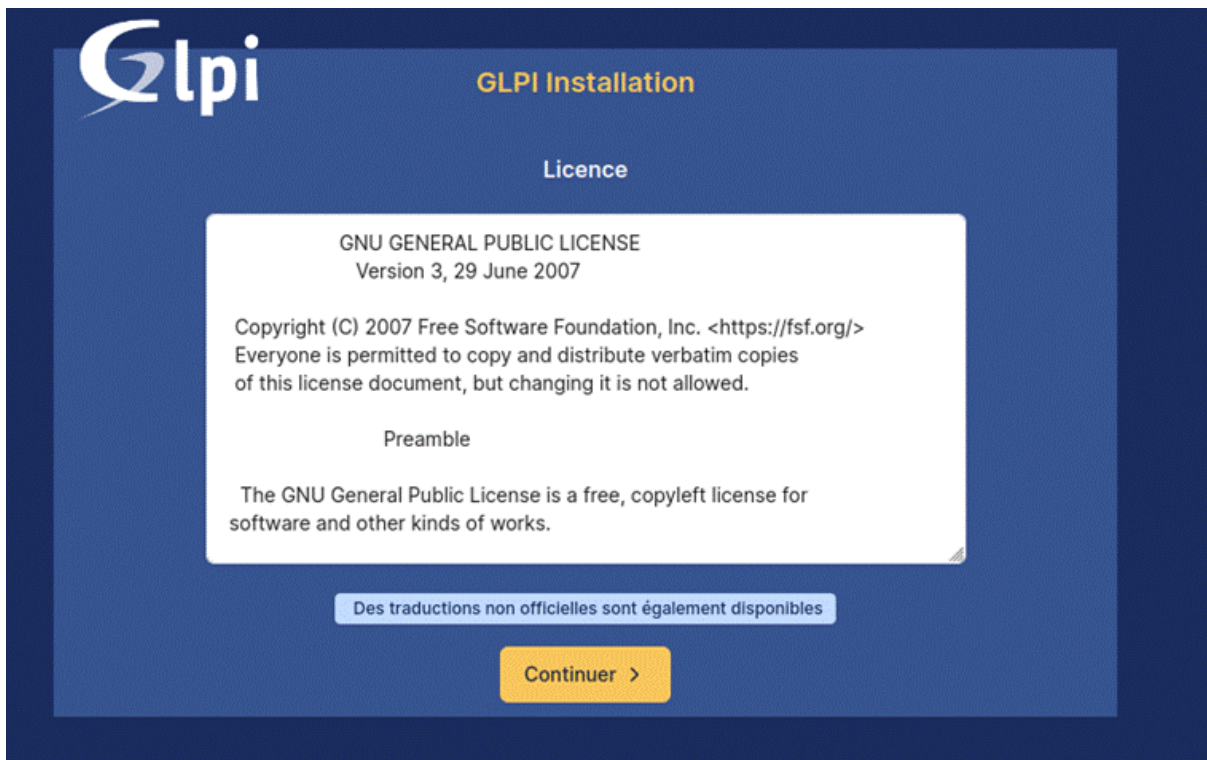 Glpi
GLPI Installation
Licence
GNU GENERAL PUBLIC LICENSE
Version 3, 29 June 2007
Copyright (C) 2007 Free Software Foundation, Inc. <https://fsf.org/>
Everyone is permitted to copy and distribute verbatim copies
of this license document, but changing it is not allowed.
Preamble
The GNU General Public License is a free, copyleft license for
software and other kinds of works.
Des traductions non officielles sont également disponibles
Continuer >